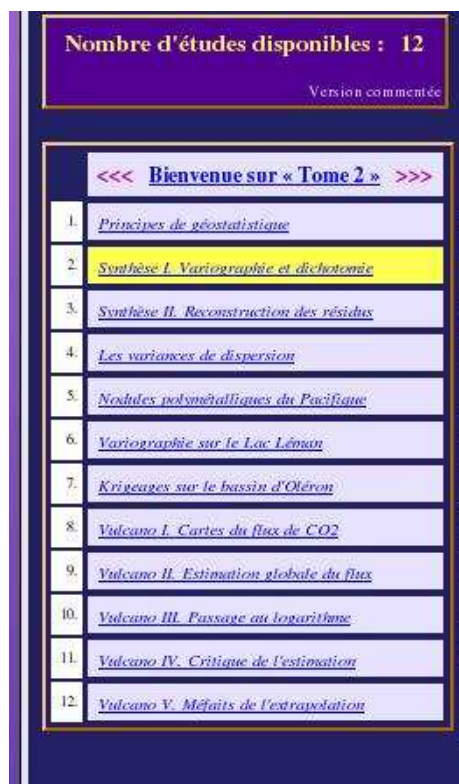 Nombre d'études disponibles : 12
Version commentée
<<< Bienvenue sur « Tome 2 » >>>
1. Principes de géostatistique
2. Synthèse I. Variographie et dichotomie
3. Synthèse II. Reconstruction des résidus
4. Les variances de dispersion
5. Nodules polymétalliques du Pacifique
6. Variographie sur le Lac Léman
7. Krigeages sur le bassin d'Oléron
8. Vulcano I. Cartes du flux de CO2
9. Vulcano II. Estimation globale du flux
10. Vulcano III. Passage au logarithme
11. Vulcano IV. Critique de l'estimation
12. Vulcano V. Méfaits de l'extrapolation